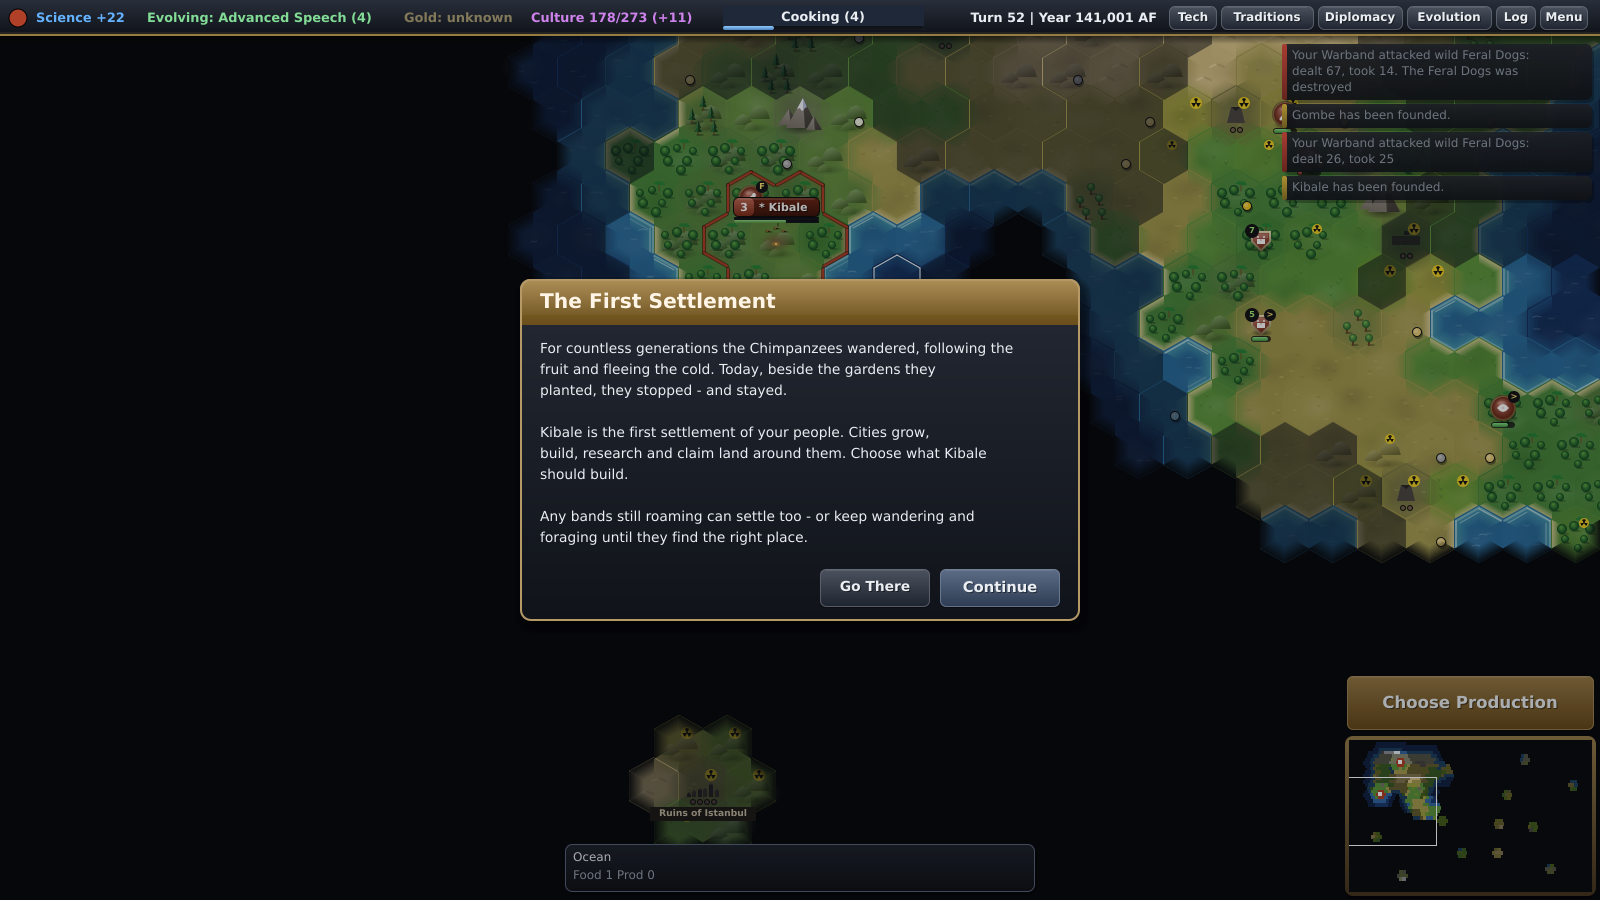 Science +22
Evolving: Advanced Speech (4)
Gold: unknown
Culture 178/273 (+11)
Cooking (4)
Turn 52 | Year 141,001 AF
Tech
Traditions
Diplomacy
Evolution
Log
Menu
Your Warband attacked wild Feral Dogs:
dealt 67, took 14. The Feral Dogs was
destroyed
Gombe has been founded.
Your Warband attacked wild Feral Dogs:
dealt 26, took 25
Kibale has been founded.
F
3 * Kibale
7
5 >
>
The First Settlement
For countless generations the Chimpanzees wandered, following the
fruit and fleeing the cold. Today, beside the gardens they
planted, they stopped - and stayed.
Kibale is the first settlement of your people. Cities grow,
build, research and claim land around them. Choose what Kibale
should build.
Any bands still roaming can settle too - or keep wandering and
foraging until they find the right place.
Go There
Continue
Choose Production
Ruins of Istanbul
Ocean
Food 1 Prod 0